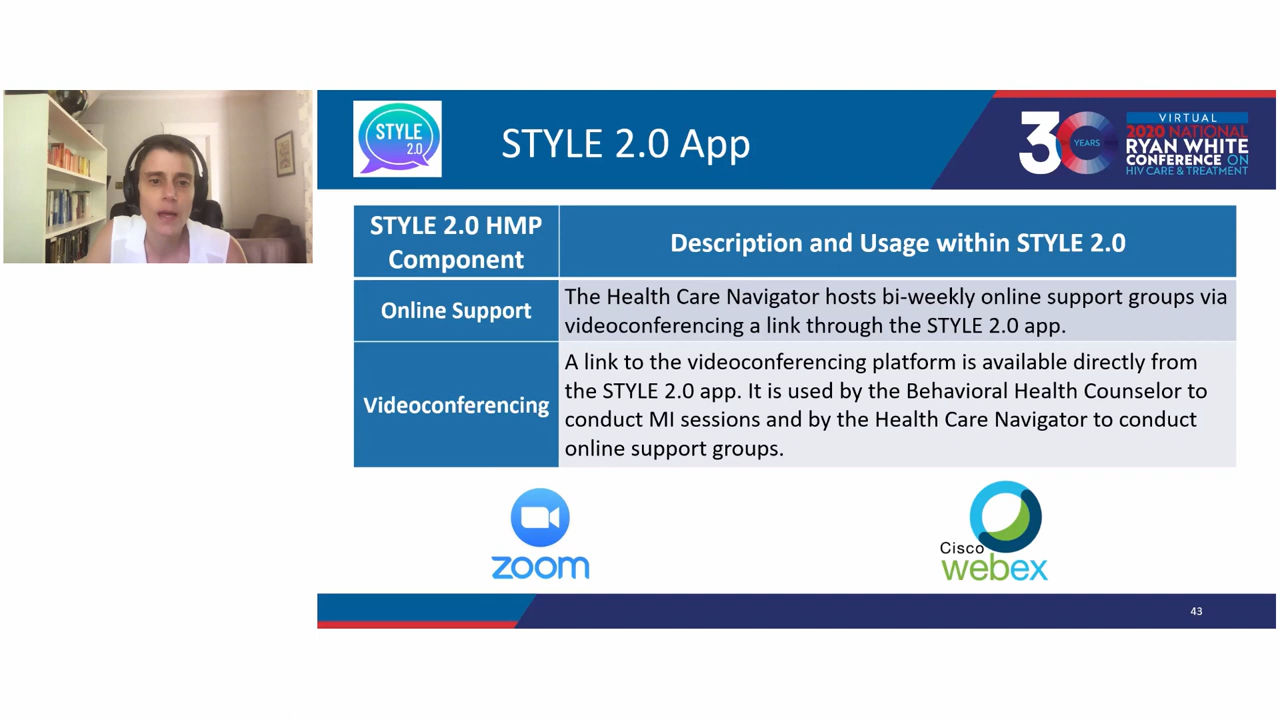 STYLE
2.0
STYLE 2.0 App
30
YEARS
VIRTUAL
2020 NATIONAL
RYAN WHITE
CONFERENCE ON
HIV CARE & TREATMENT
STYLE 2.0 HMP
Component
Description and Usage within STYLE 2.0
Online Support
The Health Care Navigator hosts bi-weekly online support groups via
videoconferencing a link through the STYLE 2.0 app.
Videoconferencing
A link to the videoconferencing platform is available directly from
the STYLE 2.0 app. It is used by the Behavioral Health Counselor to
conduct MI sessions and by the Health Care Navigator to conduct
online support groups.
zoom
Cisco
webex
43